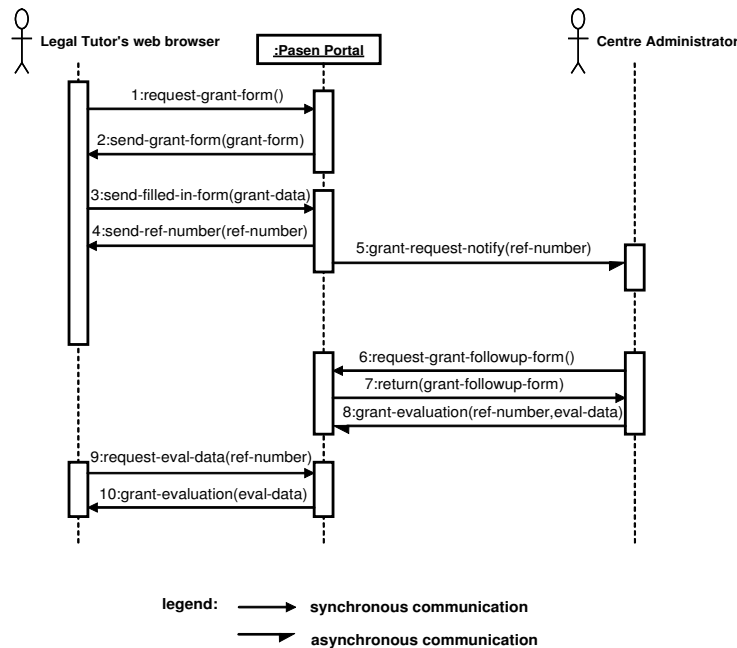 Legal Tutor's web browser
:Pasen Portal
Centre Administrator
1:request-grant-form()
2:send-grant-form(grant-form)
3:send-filled-in-form(grant-data)
4:send-ref-number(ref-number)
5:grant-request-notify(ref-number)
6:request-grant-followup-form()
7:return(grant-followup-form)
8:grant-evaluation(ref-number,eval-data)
9:request-eval-data(ref-number)
10:grant-evaluation(eval-data)
legend:
synchronous communication
asynchronous communication